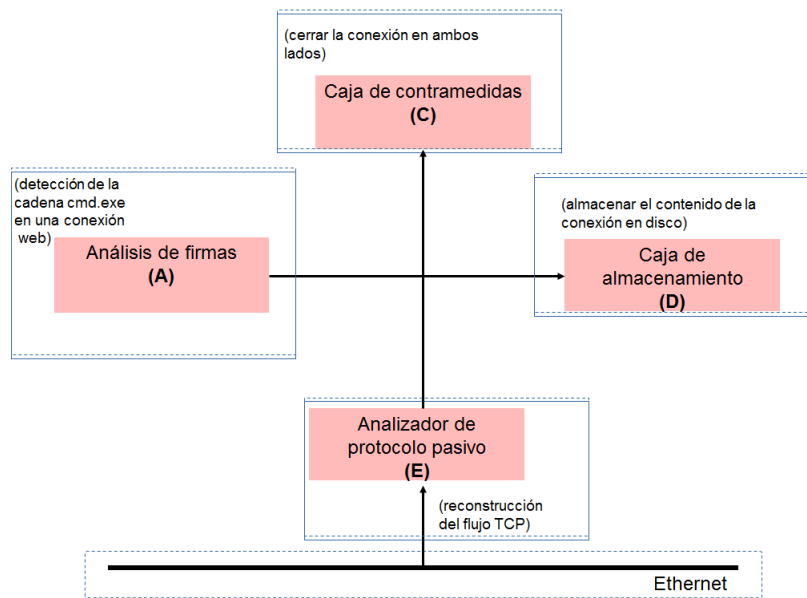 (cerrar la conexión en ambos
lados)
Caja de contramedidas
(C)
(detección de la
cadena cmd.exe
en una conexión
web)
Análisis de firmas
(A)
(almacenar el contenido de la
conexión en disco)
Caja de
almacenamiento
(D)
Analizador de
protocolo pasivo
(E)
(reconstrucción
del flujo TCP)
Ethernet